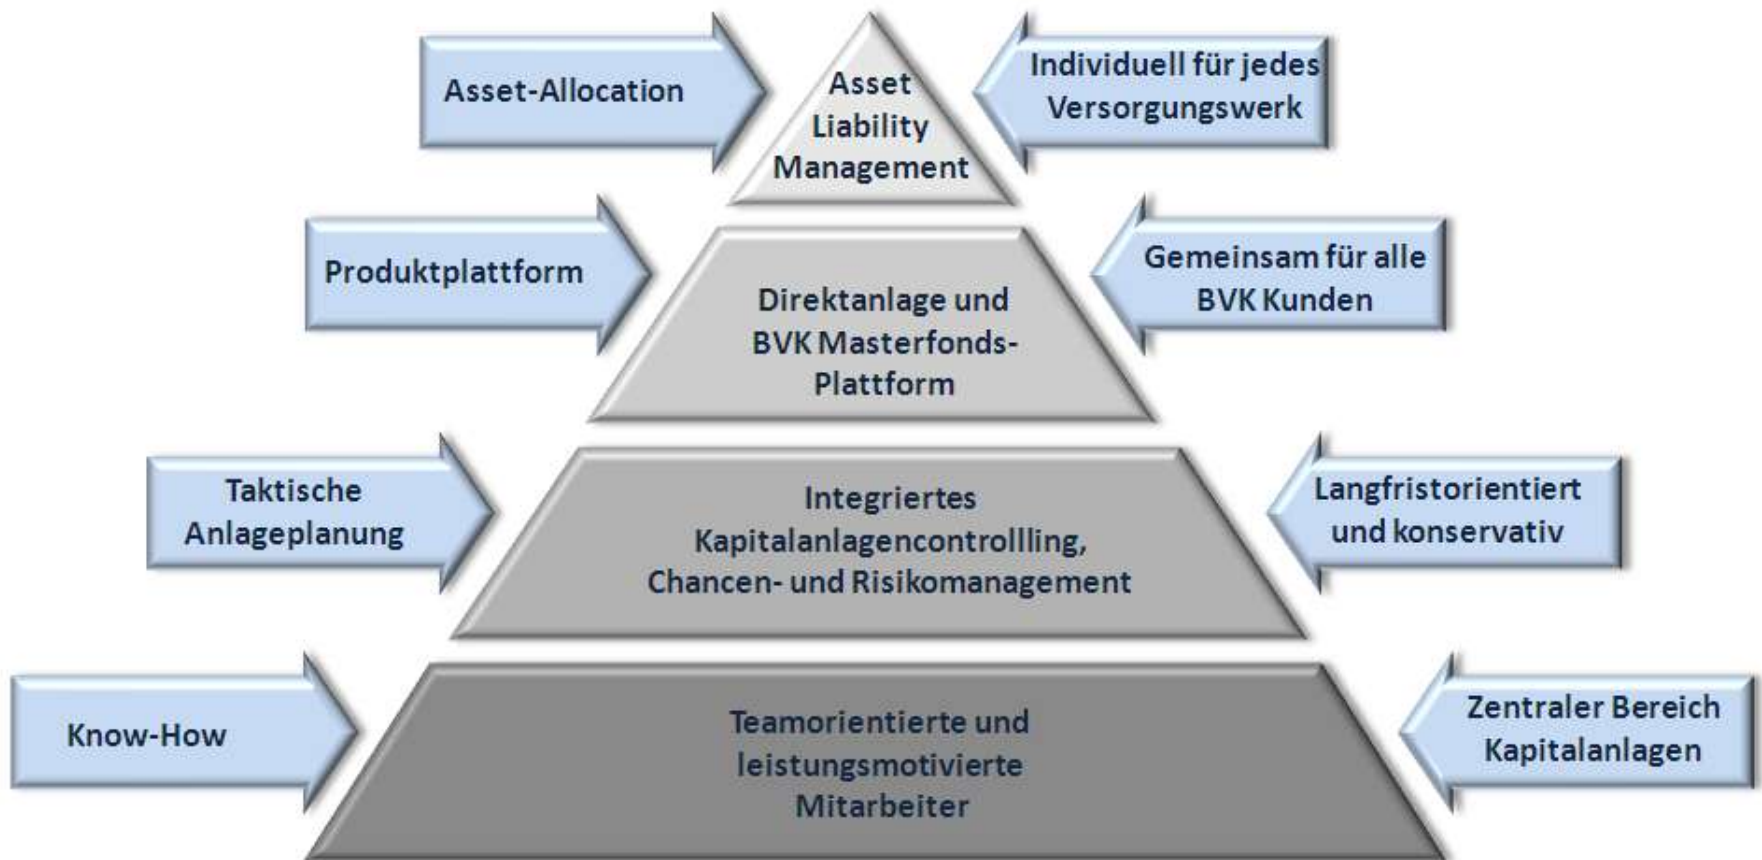 Asset-Allocation
Asset
Liability
Management
Individuell für jedes
Versorgungswerk
Produktplattform
Direktanlage und
BVK Masterfonds-
Plattform
Gemeinsam für alle
BVK Kunden
Taktische
Anlageplanung
Integriertes
Kapitalanlagencontrollling,
Chancen- und Risikomanagement
Langfristorientiert
und konservativ
Know-How
Teamorientierte und
leistungsmotivierte
Mitarbeiter
Zentraler Bereich
Kapitalanlagen